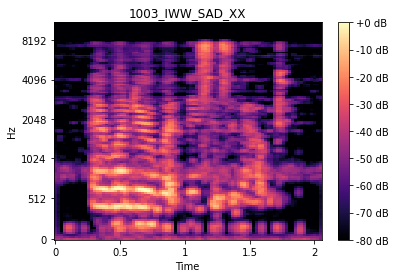 1003_IWW_SAD_XX
+0 dB
8192
-10 dB
4096
-20 dB
-30 dB
2048
Hz
-40 dB
1024
-50 dB
512
-60 dB
-70 dB
0
-80 dB
0 0.5 1 1.5 2
Time